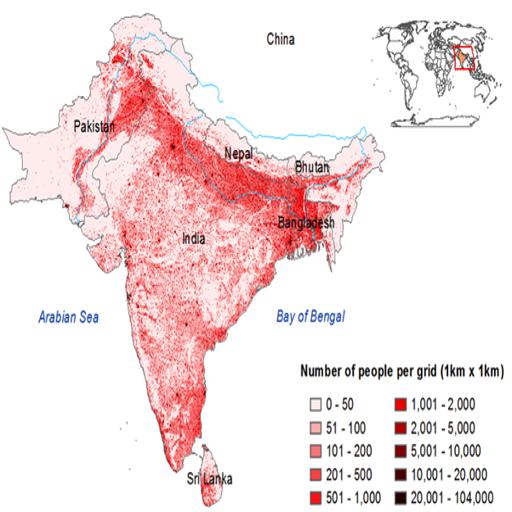 China
Pakistan
Nepal
Bhutan
Bangladesh
India
Arabian Sea
Bay of Bengal
Sri Lanka
Number of people per grid (1km x 1km)
0 - 50
51 - 100
101 - 200
201 - 500
501 - 1,000
1,001 - 2,000
2,001 - 5,000
5,001 - 10,000
10,001 - 20,000
20,001 - 104,000